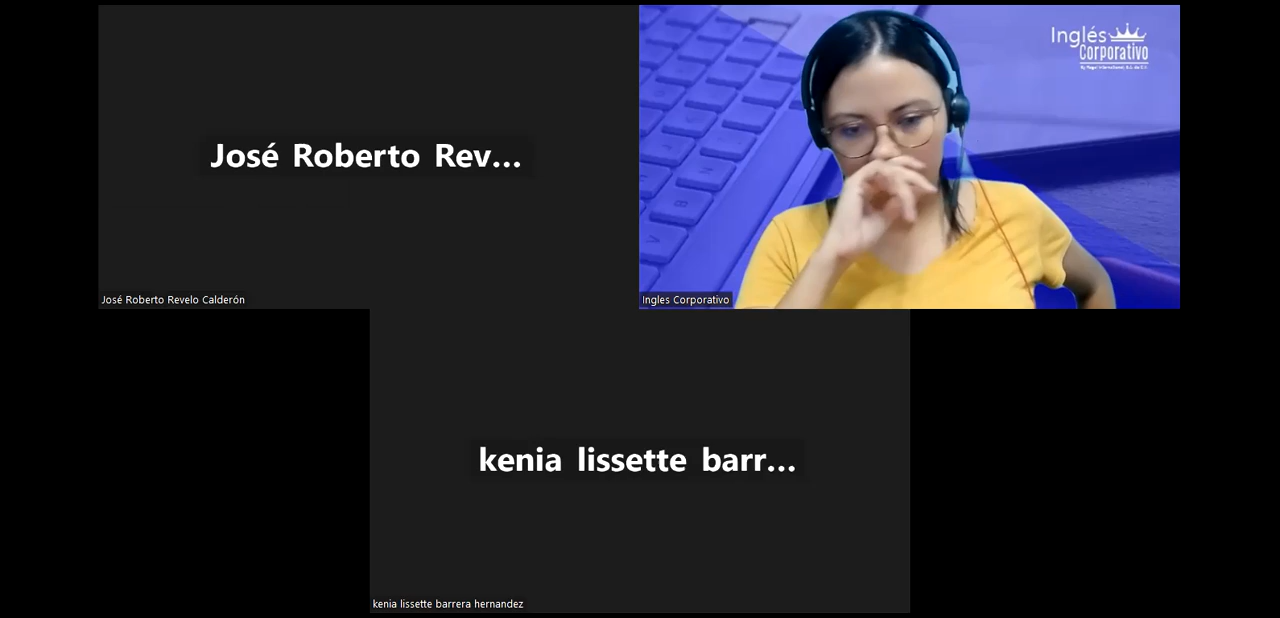 José Roberto Rev...
José Roberto Revelo Calderón
Inglés
Corporativo
Ingles Corporativo
kenia lissette barr...
kenia lissette barrera hernandez